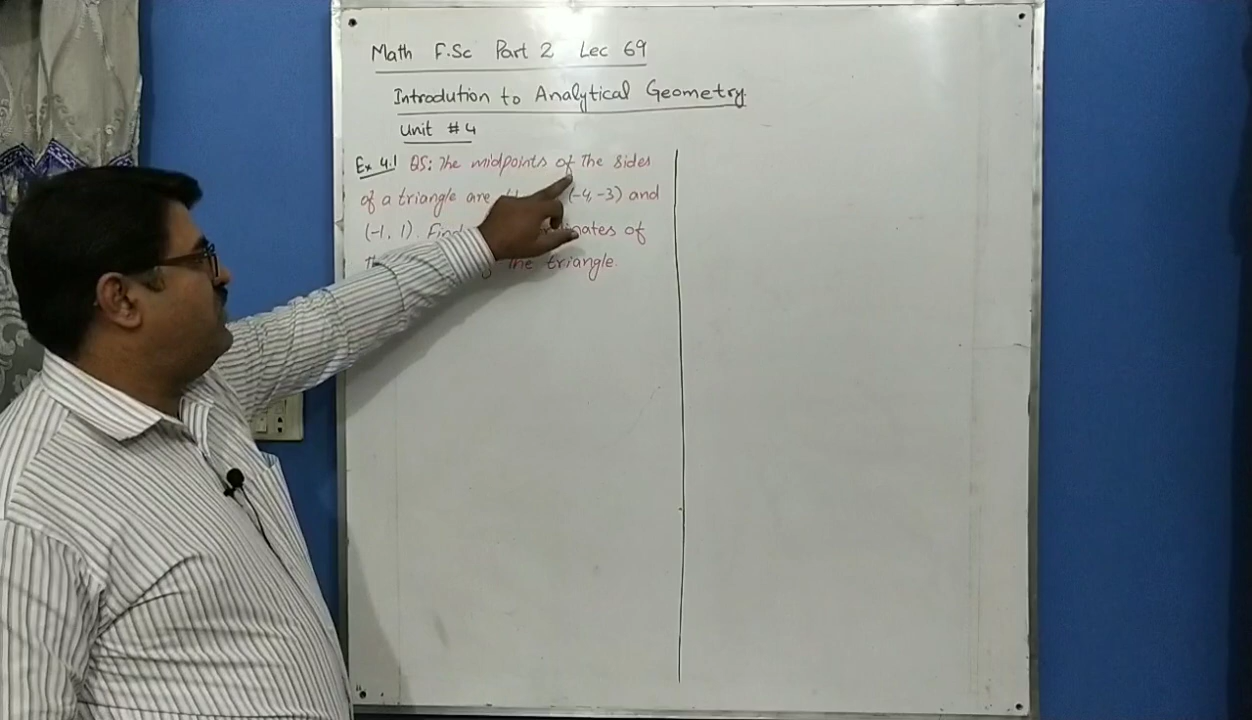 Math F.Sc Part 2 Lec 69
Introdution to Analytical Geometry
Unit # 4
Ex 4.1 Q5: The midpoints of The sides
of a triangle are (-4, -3) and
(-1, 1). Find of
the triangle.